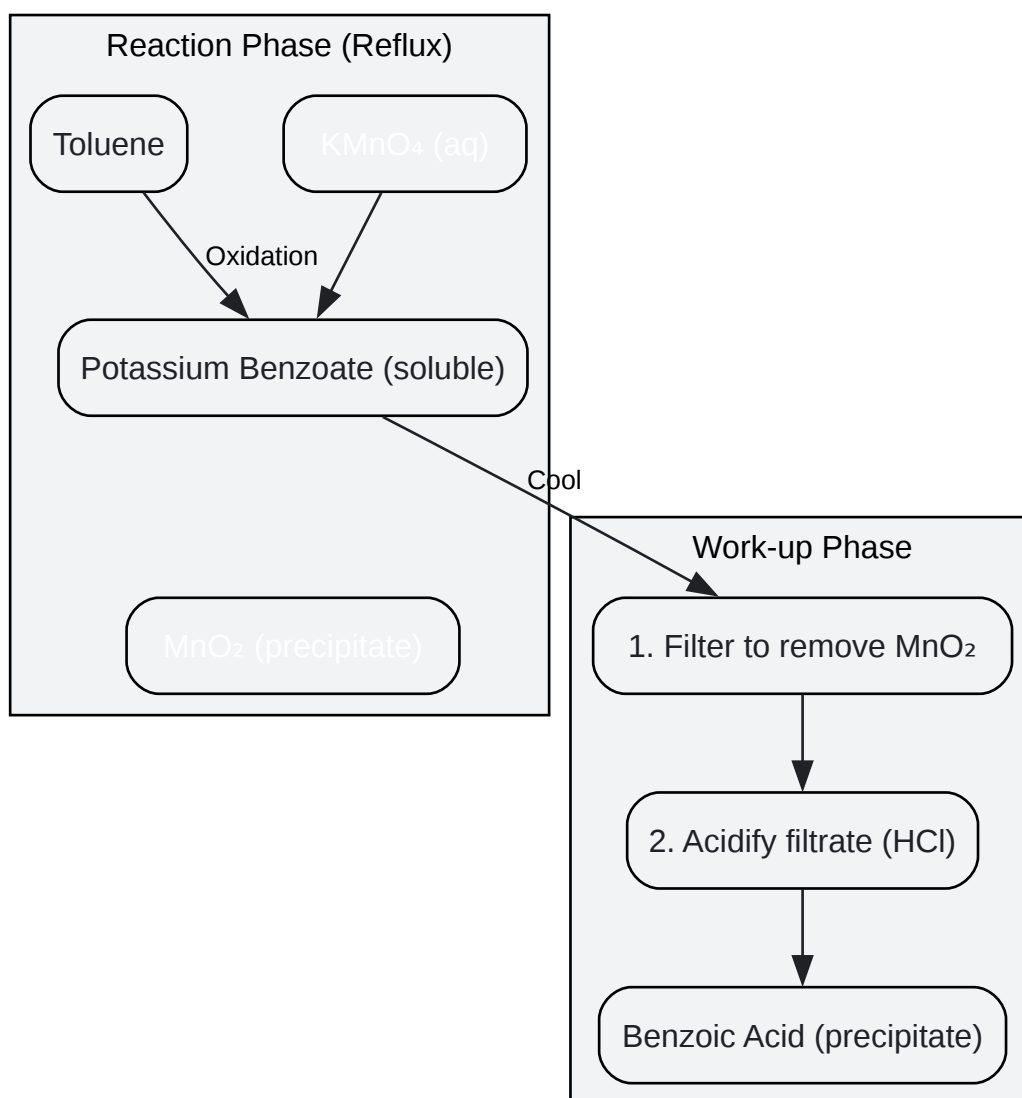 Reaction Phase (Reflux)
Toluene
KMnO₄ (aq)
Oxidation
Potassium Benzoate (soluble)
Cool
MnO₂ (precipitate)
Work-up Phase
1. Filter to remove MnO₂
2. Acidify filtrate (HCl)
Benzoic Acid (precipitate)